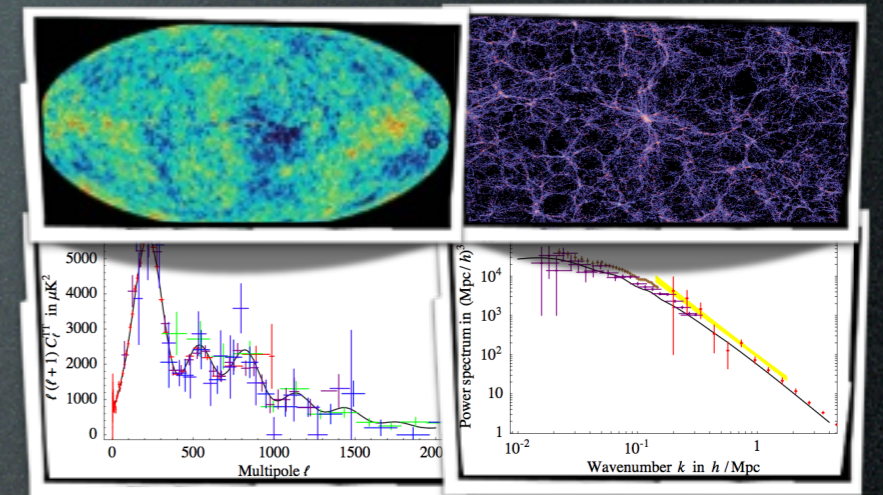 5000
4000
3000
2000
1000
0
ℓ (ℓ + 1) C_ℓ^TT in μK²
0 500 1000 1500 200
Multipole ℓ
10⁴
10³
10²
10
1
Power spectrum in (Mpc/h)³
10⁻² 10⁻¹ 1
Wavenumber k in h / Mpc